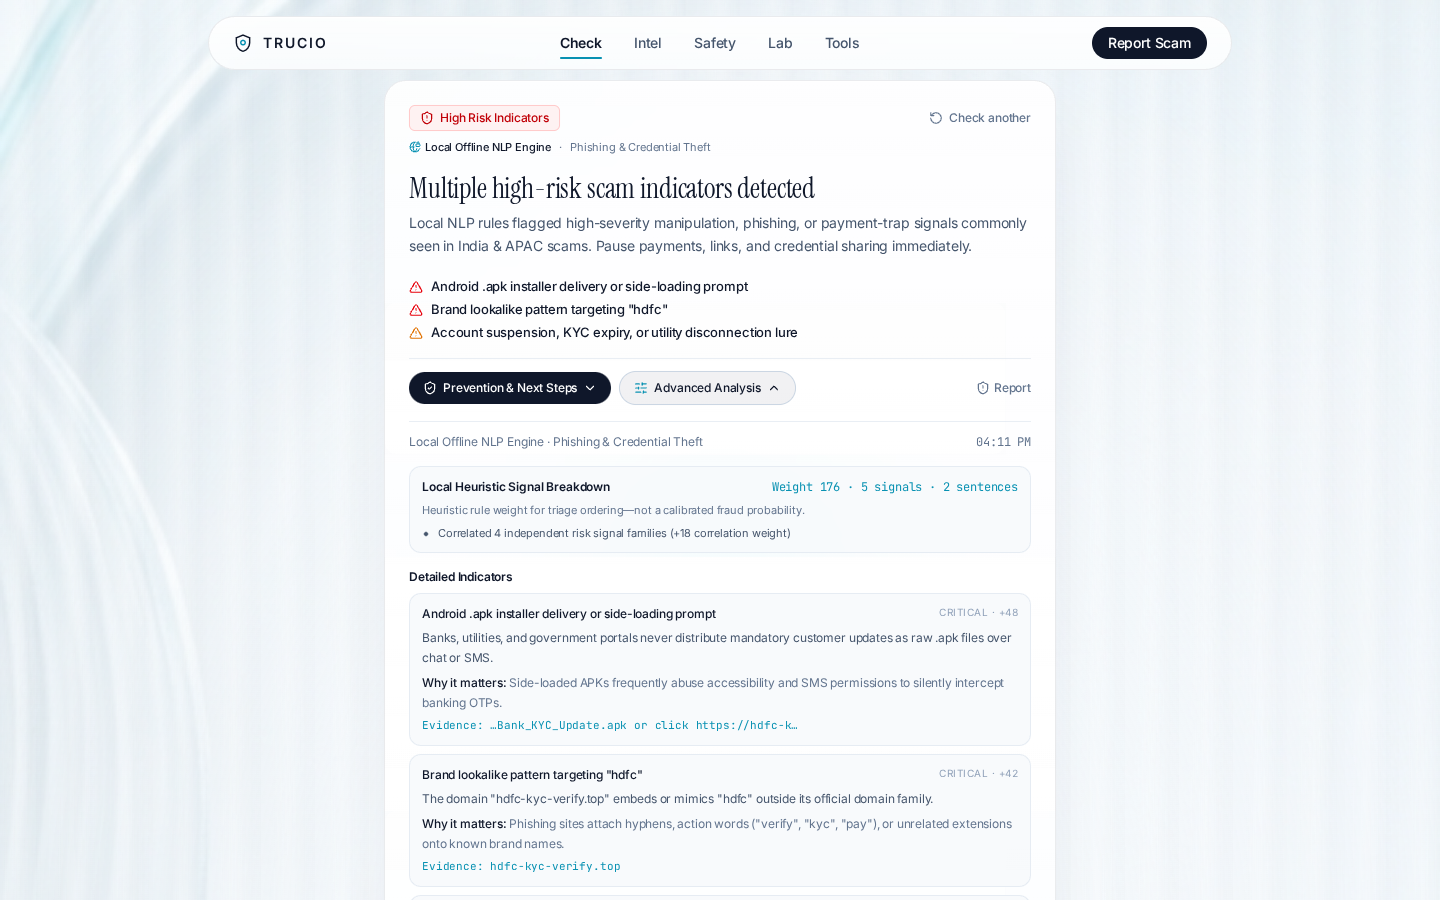 TRUCIO
Check
Intel
Safety
Lab
Tools
Report Scam
High Risk Indicators
Check another
Local Offline NLP Engine · Phishing & Credential Theft
Multiple high-risk scam indicators detected
Local NLP rules flagged high-severity manipulation, phishing, or payment-trap signals commonly
seen in India & APAC scams. Pause payments, links, and credential sharing immediately.
Android .apk installer delivery or side-loading prompt
Brand lookalike pattern targeting "hdfc"
Account suspension, KYC expiry, or utility disconnection lure
Prevention & Next Steps
Advanced Analysis
Report
Local Offline NLP Engine · Phishing & Credential Theft
04:11 PM
Local Heuristic Signal Breakdown
Weight 176 · 5 signals · 2 sentences
Heuristic rule weight for triage ordering—not a calibrated fraud probability.
• Correlated 4 independent risk signal families (+18 correlation weight)
Detailed Indicators
Android .apk installer delivery or side-loading prompt
CRITICAL · +48
Banks, utilities, and government portals never distribute mandatory customer updates as raw .apk files over
chat or SMS.
Why it matters: Side-loaded APKs frequently abuse accessibility and SMS permissions to silently intercept
banking OTPs.
Evidence: …Bank_KYC_Update.apk or click https://hdfc-k…
Brand lookalike pattern targeting "hdfc"
CRITICAL · +42
The domain "hdfc-kyc-verify.top" embeds or mimics "hdfc" outside its official domain family.
Why it matters: Phishing sites attach hyphens, action words ("verify", "kyc", "pay"), or unrelated extensions
onto known brand names.
Evidence: hdfc-kyc-verify.top